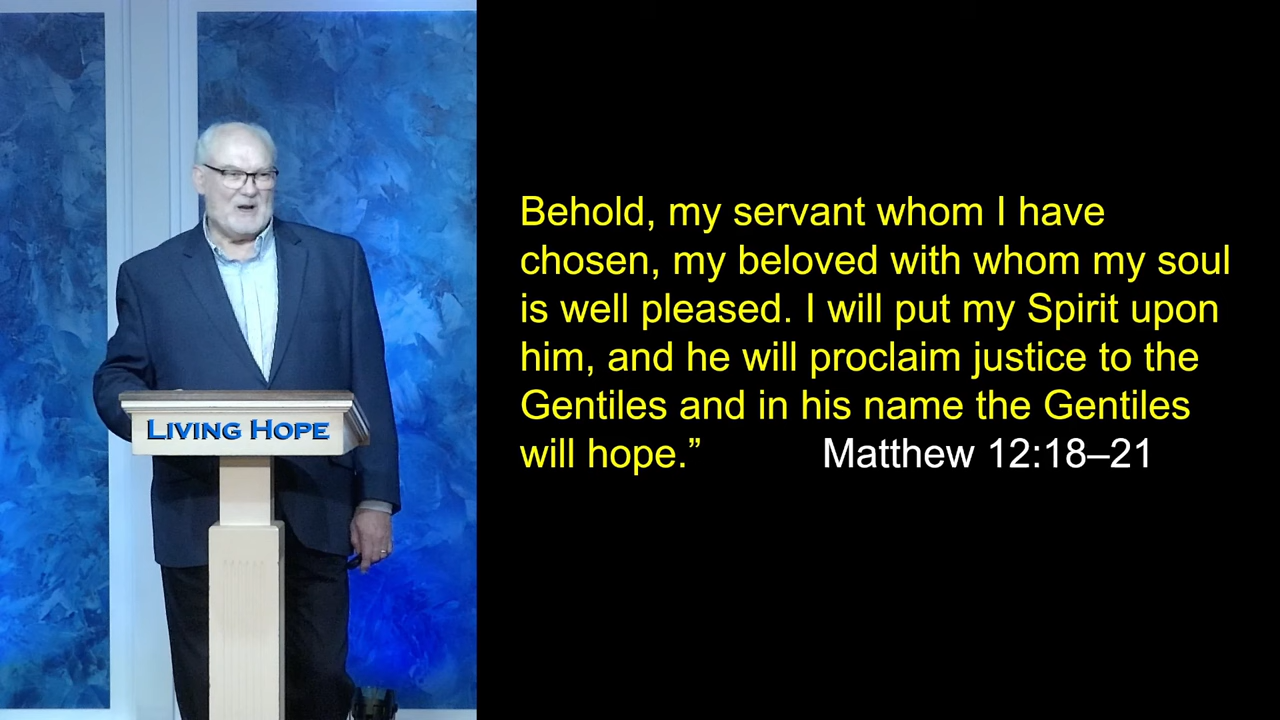 LIVING HOPE
Behold, my servant whom I have
chosen, my beloved with whom my soul
is well pleased. I will put my Spirit upon
him, and he will proclaim justice to the
Gentiles and in his name the Gentiles
will hope.” Matthew 12:18–21